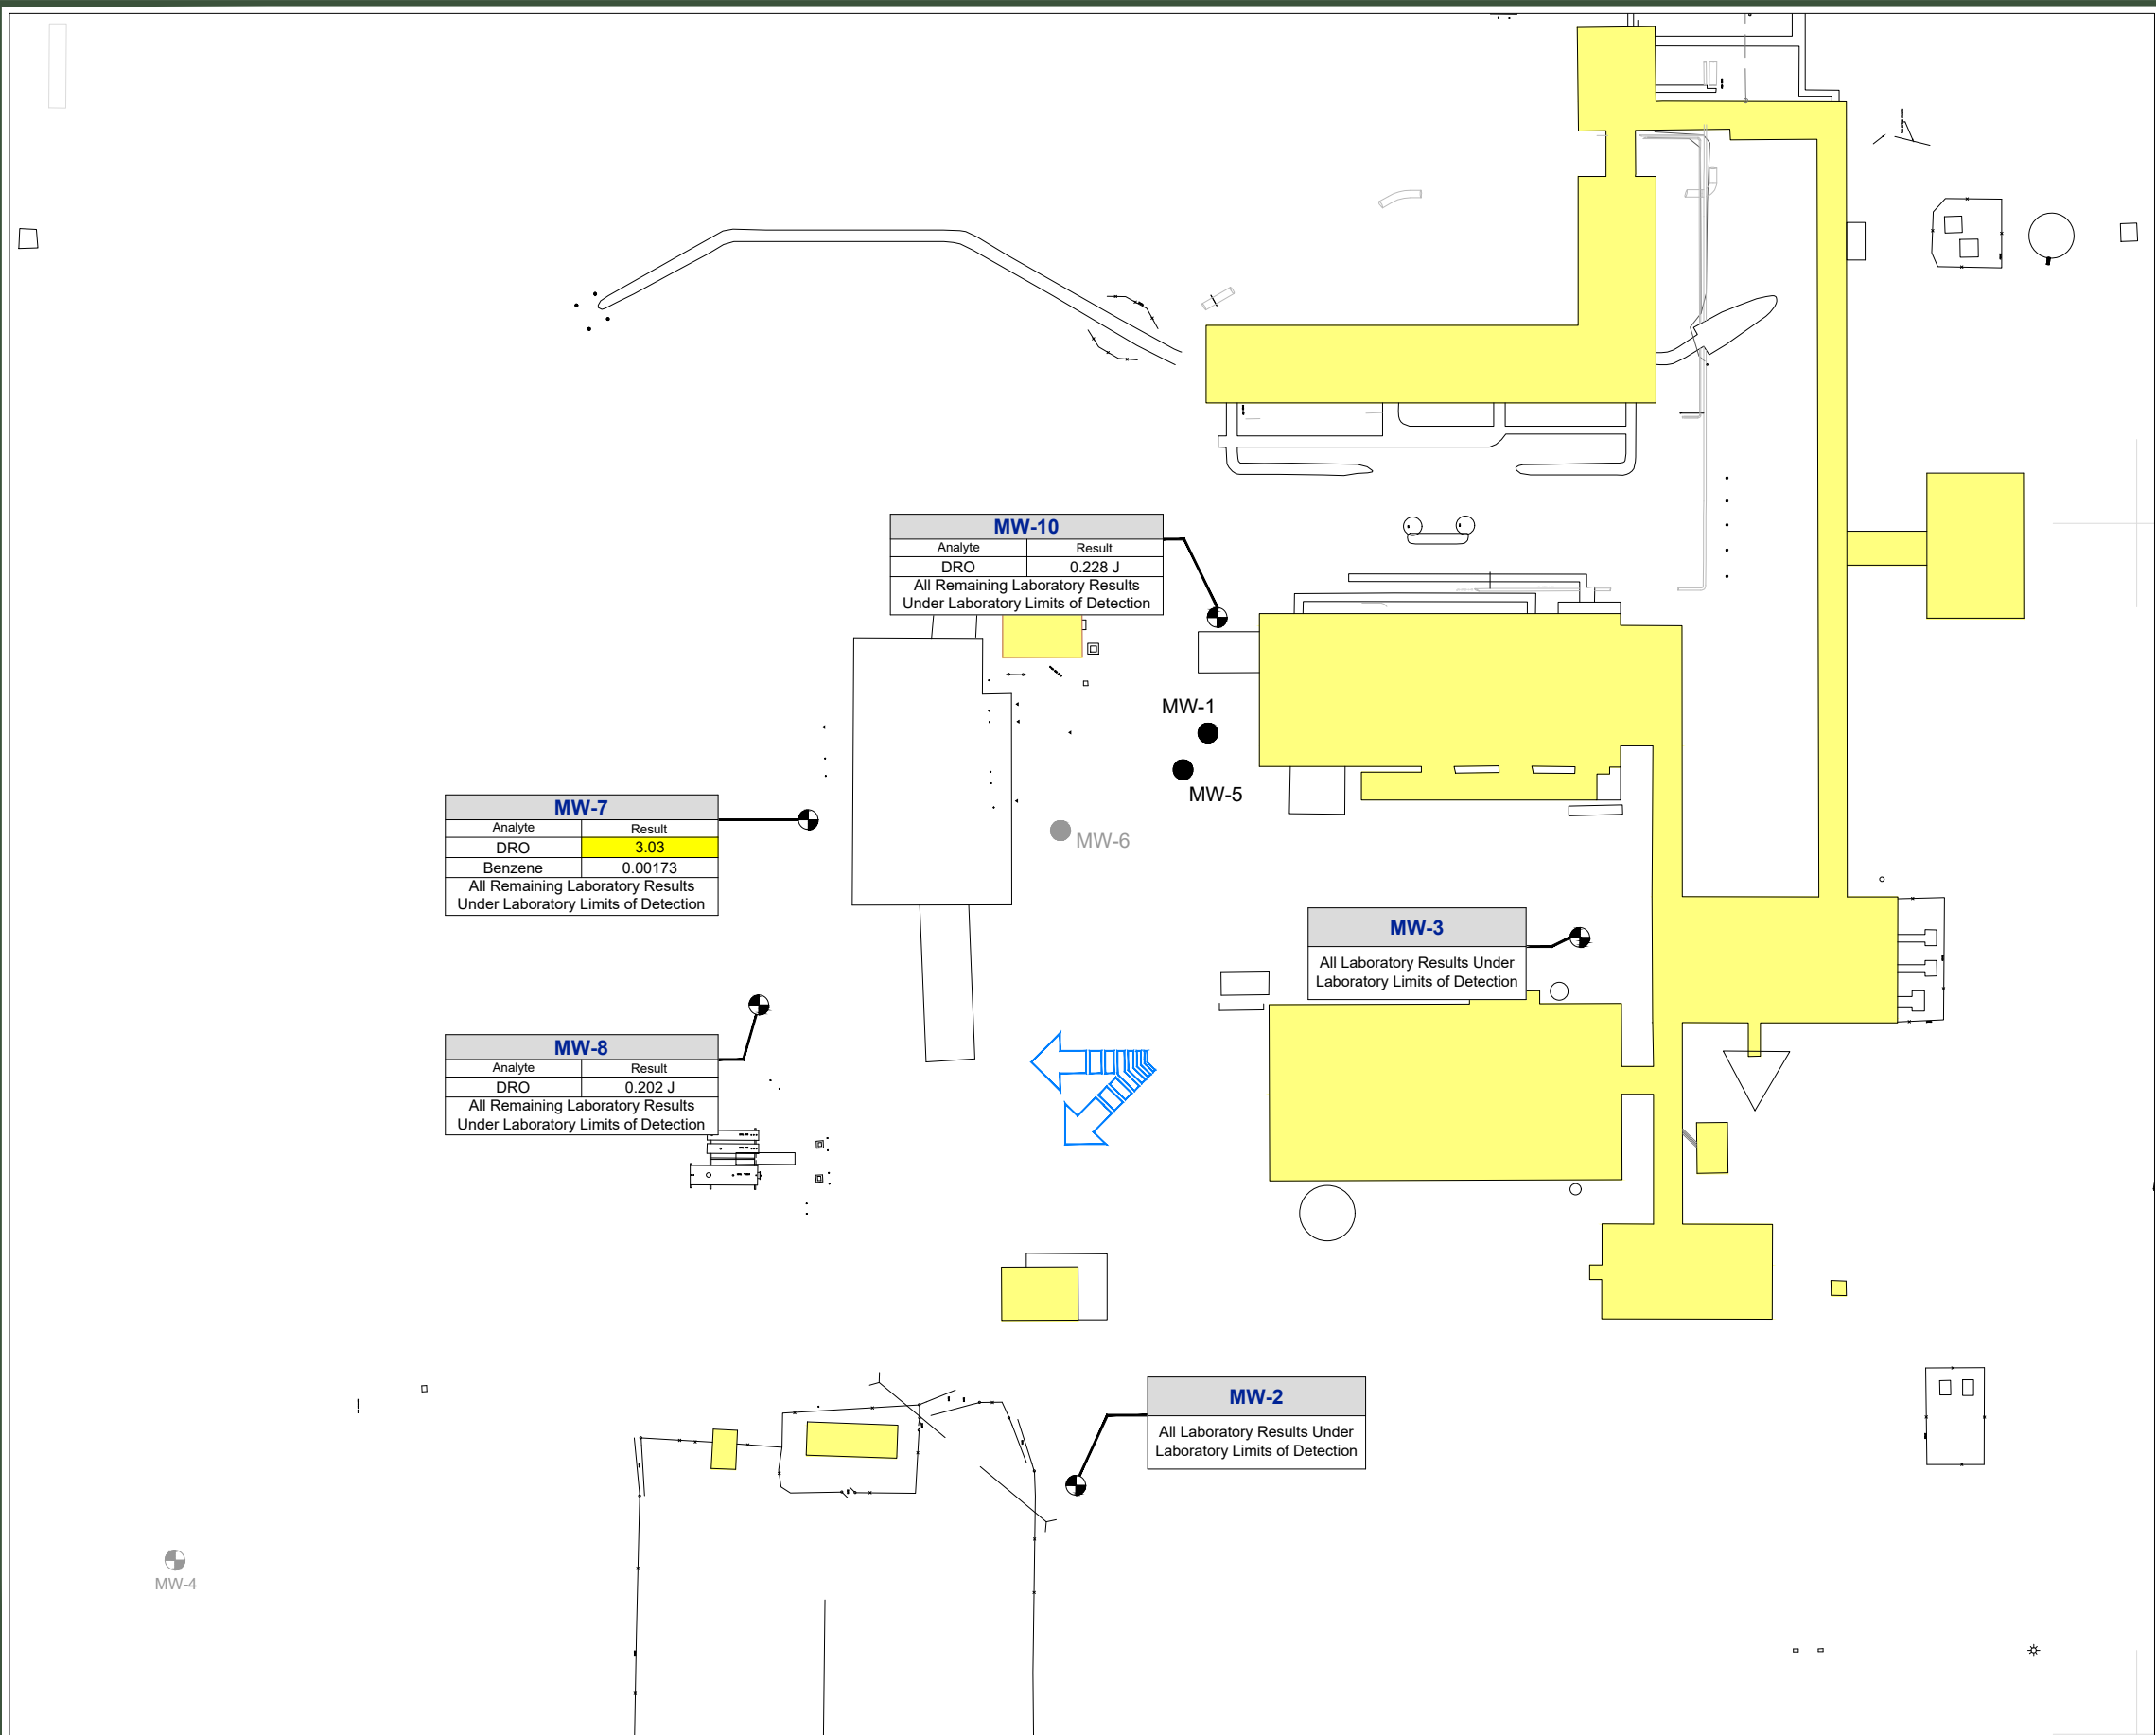 MW-10
Analyte Result
DRO 0.228 J
All Remaining Laboratory Results
Under Laboratory Limits of Detection
MW-1
MW-5
MW-6
MW-7
Analyte Result
DRO 3.03
Benzene 0.00173
All Remaining Laboratory Results
Under Laboratory Limits of Detection
MW-3
All Laboratory Results Under
Laboratory Limits of Detection
MW-8
Analyte Result
DRO 0.202 J
All Remaining Laboratory Results
Under Laboratory Limits of Detection
MW-2
All Laboratory Results Under
Laboratory Limits of Detection
MW-4